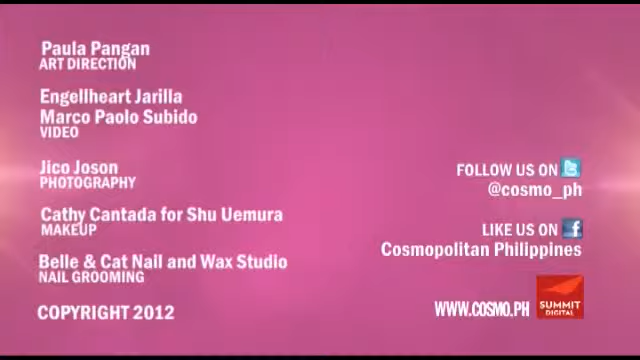 Paula Pangan
ART DIRECTION
Engellheart Jarilla
Marco Paolo Subido
VIDEO
Jico Joson
PHOTOGRAPHY
Cathy Cantada for Shu Uemura
MAKEUP
Belle & Cat Nail and Wax Studio
NAIL GROOMING
COPYRIGHT 2012
FOLLOW US ON
@cosmo_ph
LIKE US ON f
Cosmopolitan Philippines
WWW.COSMO.PH
SUMMIT
DIGITAL